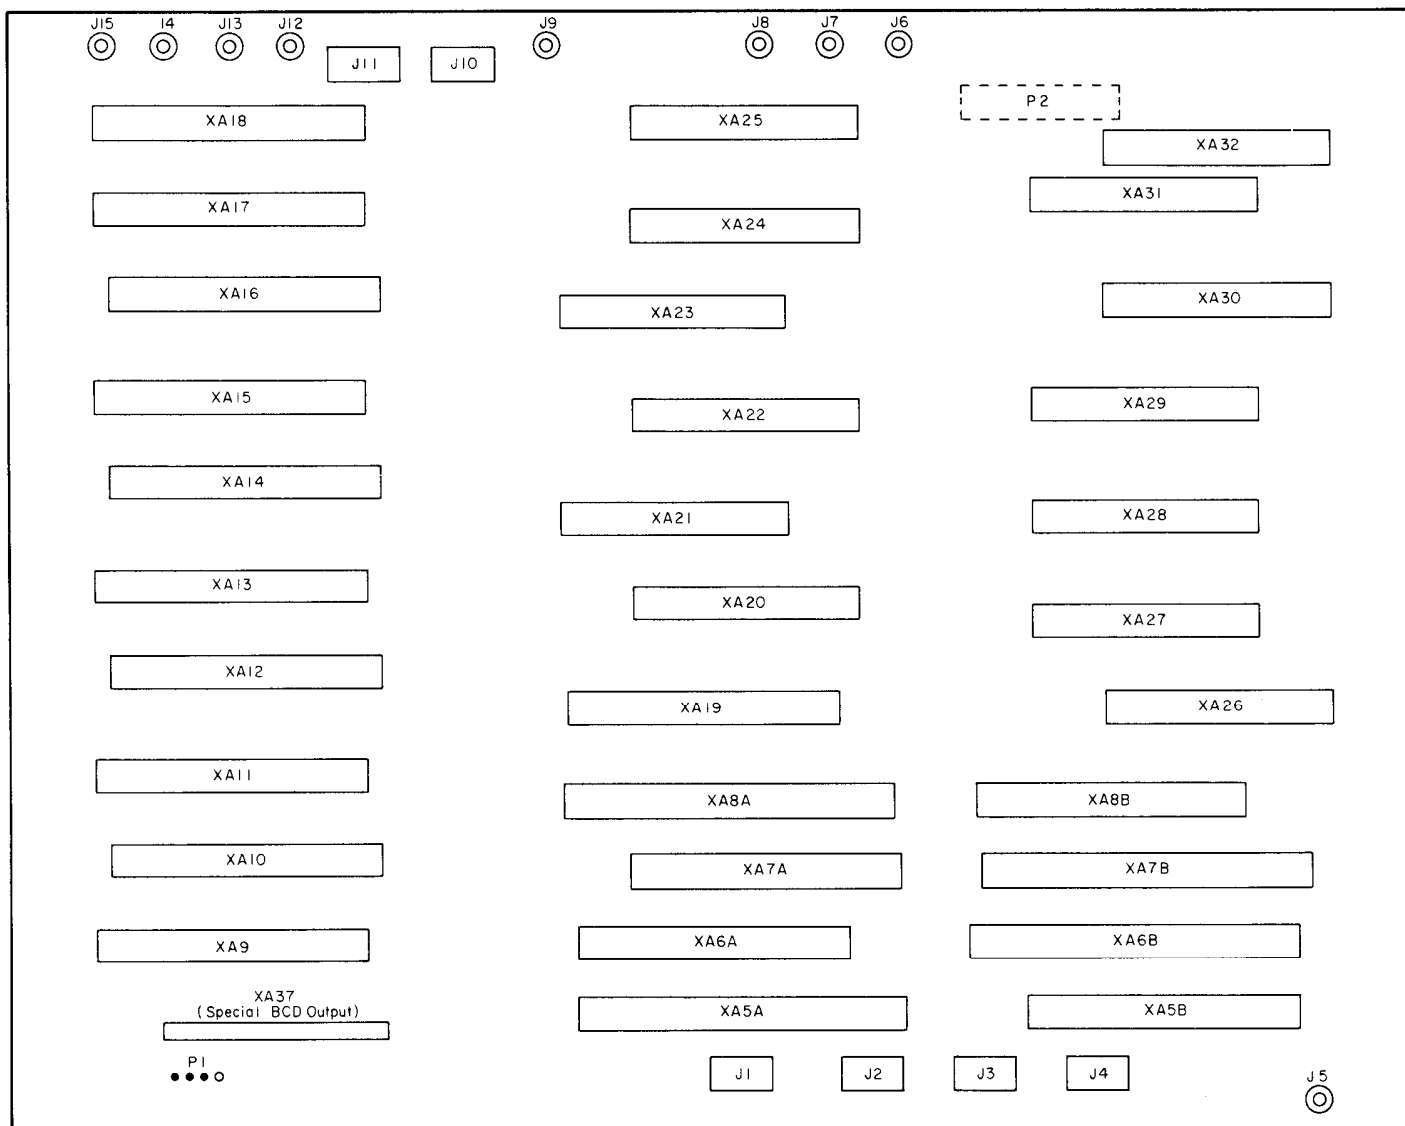 J15 14 J13 J12 J9 J8 J7 J6
J11 J10
P2
XA18 XA25
XA32
XA31
XA17
XA24
XA16 XA30
XA23
XA15 XA29
XA22
XA14
XA21 XA28
XA13
XA20
XA27
XA12
XA19 XA26
XA11
XA8A XA8B
XA10
XA7A XA7B
XA9 XA6A XA6B
XA37
(Special BCD Output)
XA5A XA5B
P1
J1 J2 J3 J4 J5